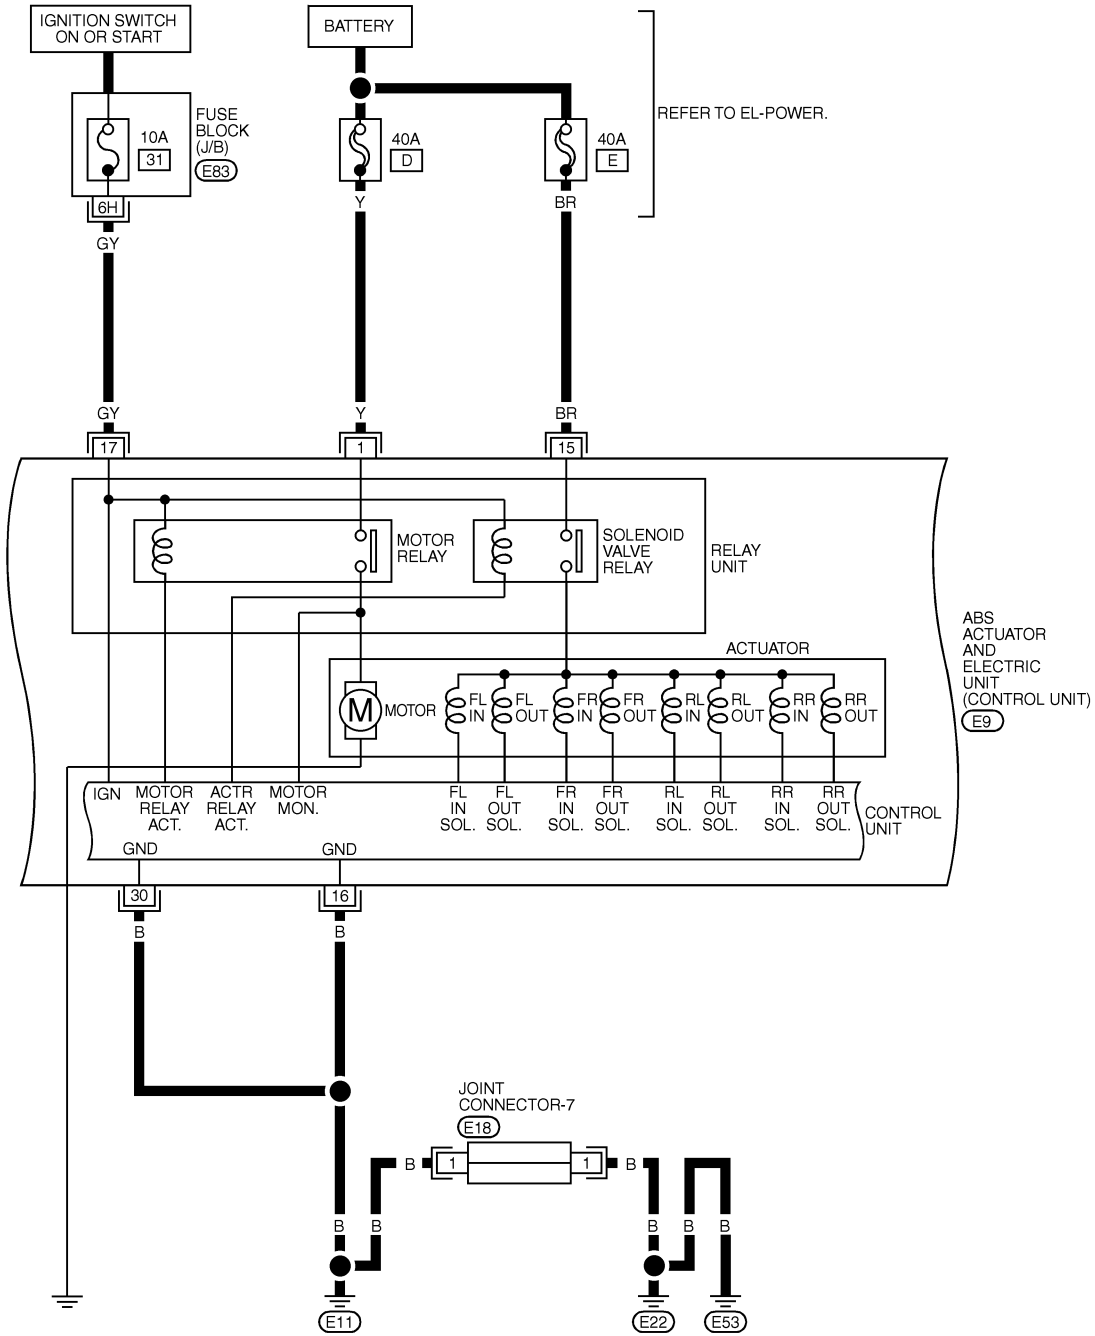 IGNITION SWITCH
ON OR START
BATTERY
REFER TO EL-POWER.
FUSE
BLOCK
(J/B)
E83
10A
31
40A
D
40A
E
6H
GY
Y
BR
GY
Y
BR
17
1
15
MOTOR
RELAY
SOLENOID
VALVE
RELAY
RELAY
UNIT
ABS
ACTUATOR
AND
ELECTRIC
UNIT
(CONTROL UNIT)
E9
ACTUATOR
M
MOTOR
FL
IN
FL
OUT
FR
IN
FR
OUT
RL
IN
RL
OUT
RR
IN
RR
OUT
IGN
MOTOR
RELAY
ACT.
ACTR
RELAY
ACT.
MOTOR
MON.
FL
IN
SOL.
FL
OUT
SOL.
FR
IN
SOL.
FR
OUT
SOL.
RL
IN
SOL.
RL
OUT
SOL.
RR
IN
SOL.
RR
OUT
SOL.
CONTROL
UNIT
GND
GND
30
16
B
B
JOINT
CONNECTOR-7
E18
B
1
1
B
B
B
B
B
B
E11
E22
E53